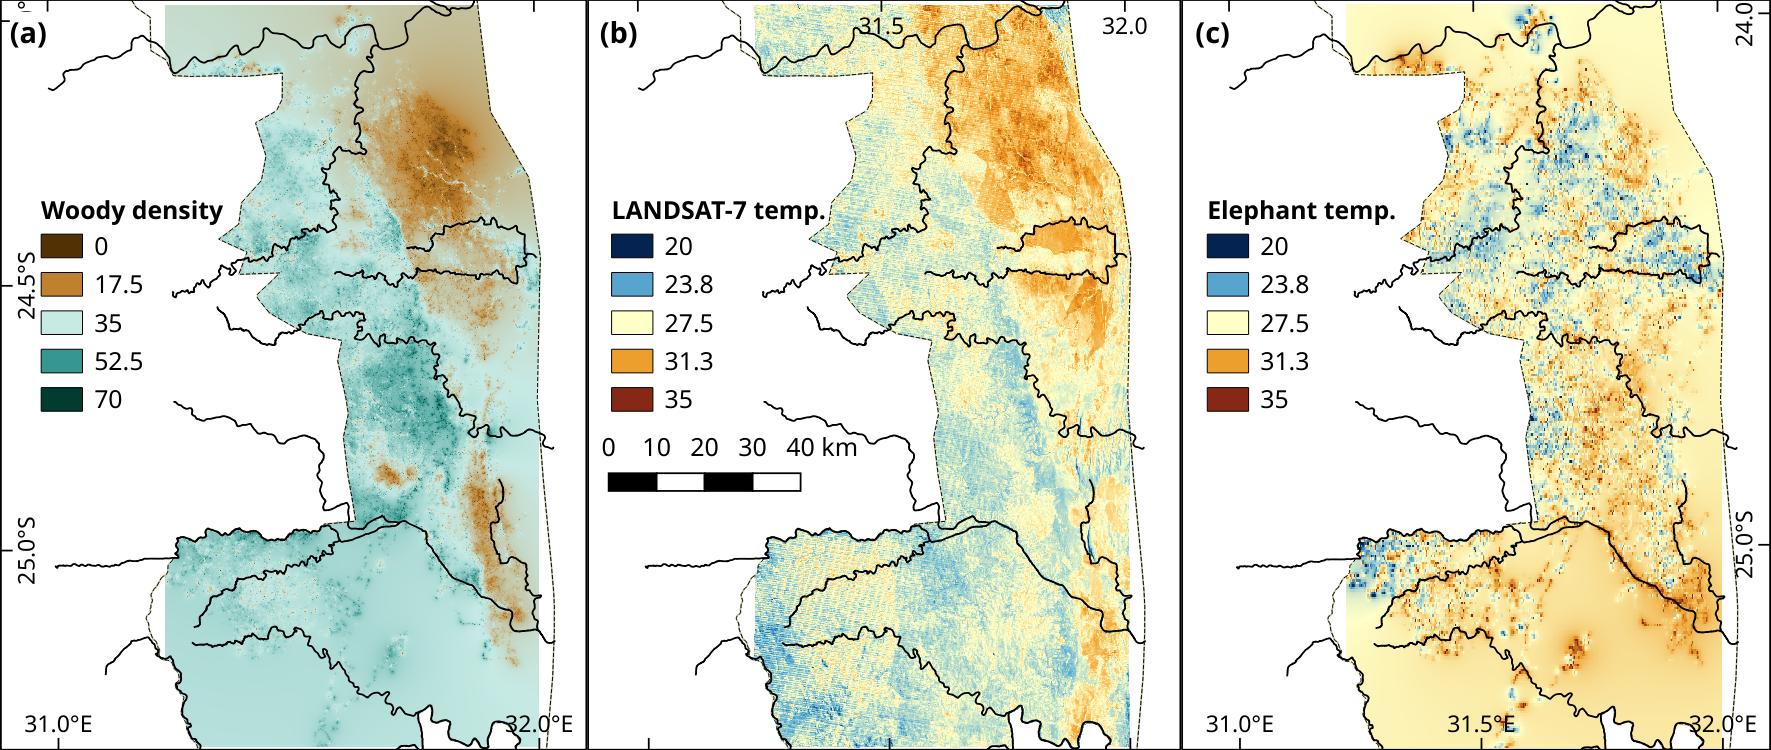 (a)
Woody density
0
17.5
35
52.5
70
24.5°S
25.0°S
31.0°E
32.0°E
(b)
31.5
32.0
LANDSAT-7 temp.
20
23.8
27.5
31.3
35
0 10 20 30 40 km
(c)
24.0
Elephant temp.
20
23.8
27.5
31.3
35
25.0°S
31.0°E
31.5°E
32.0°E